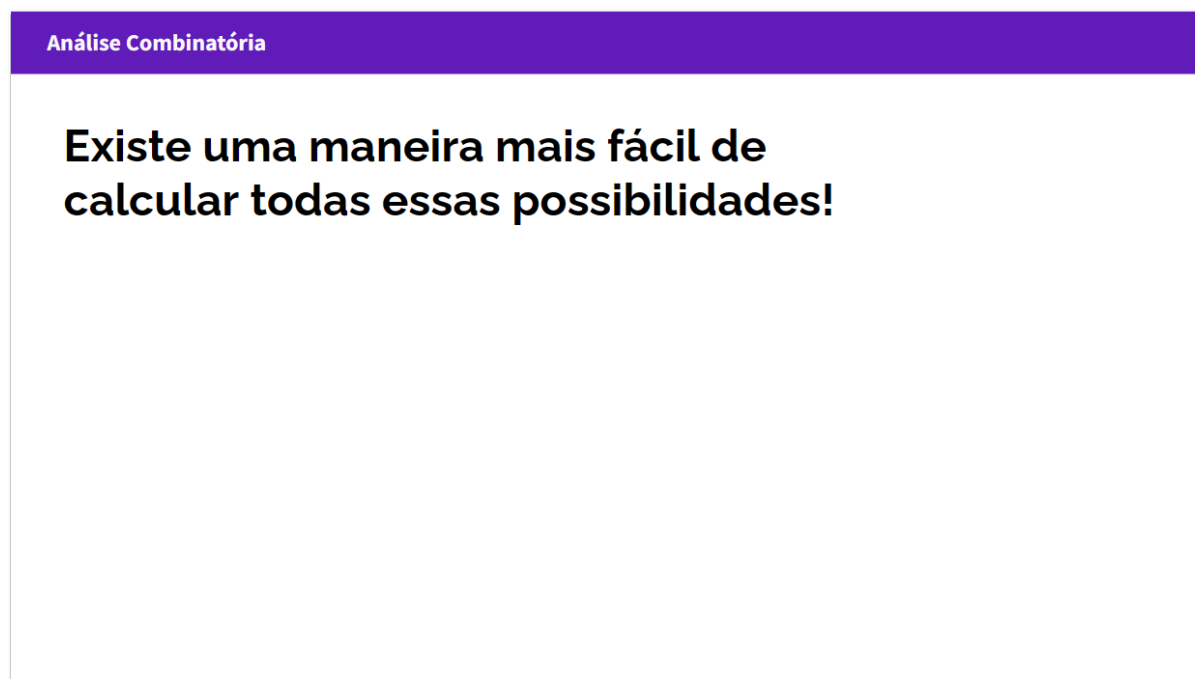 Análise Combinatória
Existe uma maneira mais fácil de
calcular todas essas possibilidades!